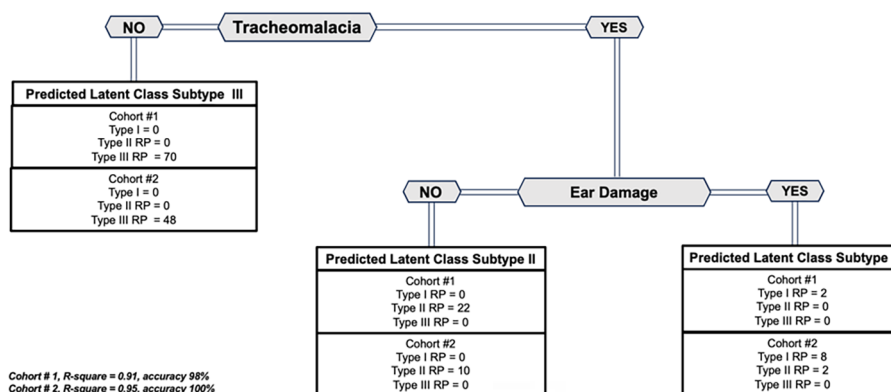 NO
Tracheomalacia
YES
Predicted Latent Class Subtype III
Cohort #1
Type I = 0
Type II RP = 0
Type III RP = 70
Cohort #2
Type I = 0
Type II RP = 0
Type III RP = 48
NO
Ear Damage
YES
Predicted Latent Class Subtype II
Cohort #1
Type I RP = 0
Type II RP = 22
Type III RP = 0
Cohort #2
Type I RP = 0
Type II RP = 10
Type III RP = 0
Predicted Latent Class Subtype
Cohort #1
Type I RP = 2
Type II RP = 0
Type III RP = 0
Cohort #2
Type I RP = 8
Type II RP = 2
Type III RP = 0
Cohort # 1, R-square = 0.91, accuracy 98%
Cohort # 2, R-square = 0.95, accuracy 100%